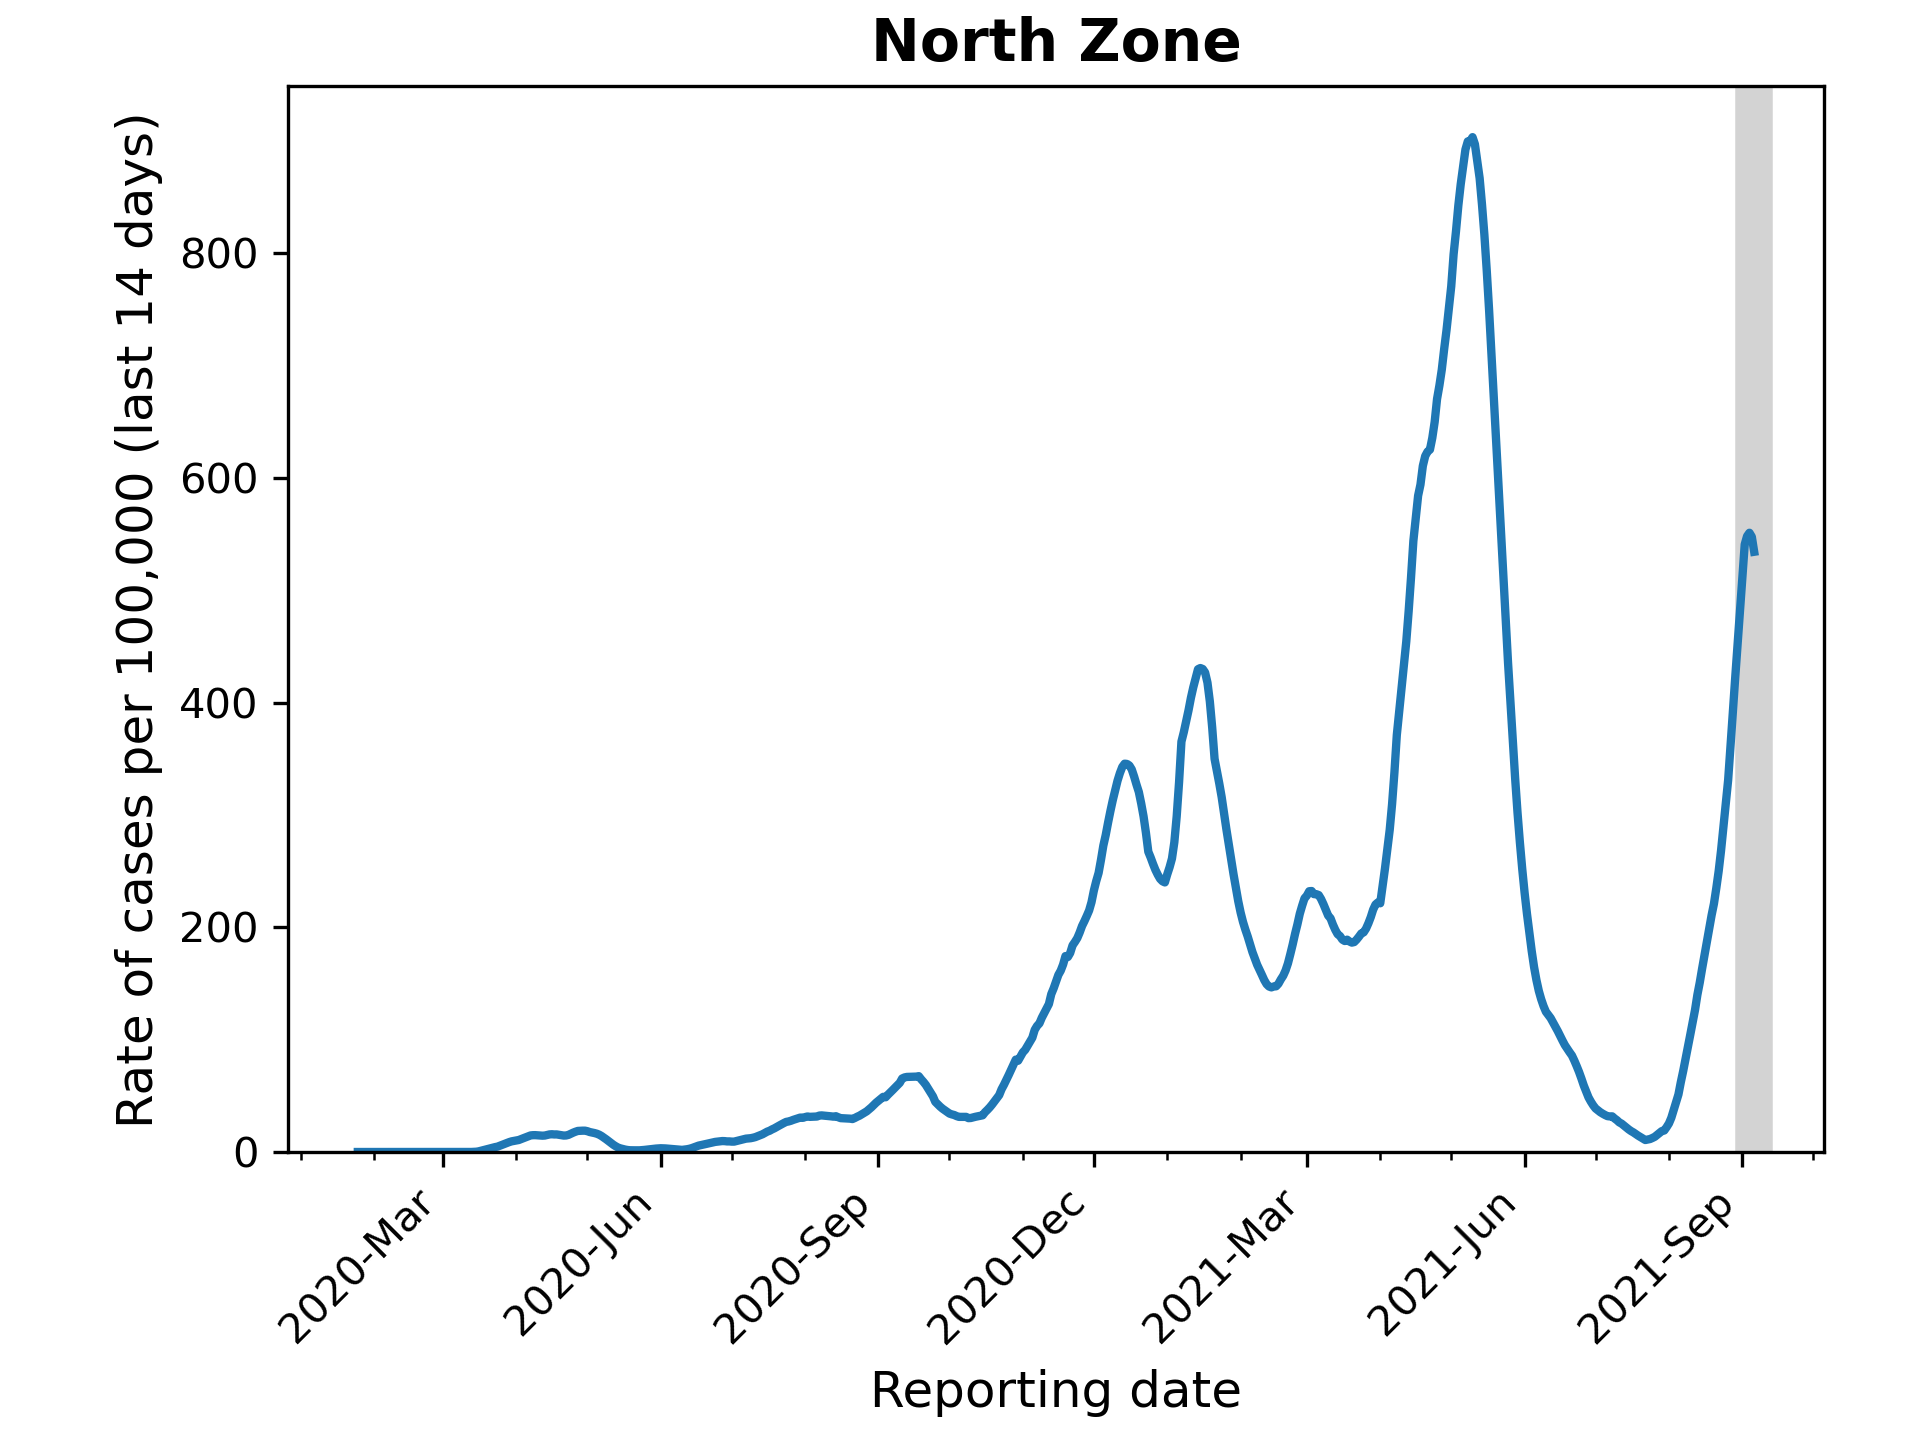 North Zone
Rate of cases per 100,000 (last 14 days)
800
600
400
200
0
2020-Mar
2020-Jun
2020-Sep
2020-Dec
2021-Mar
2021-Jun
2021-Sep
Reporting date